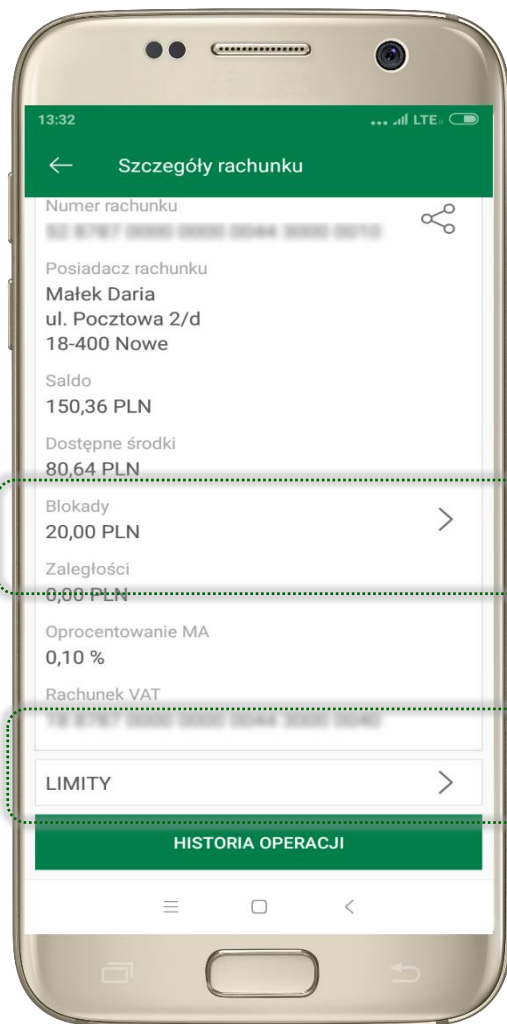 13:32
LTE
Szczegóły rachunku
Numer rachunku
Posiadacz rachunku
Małek Daria
ul. Pocztowa 2/d
18-400 Nowe
Saldo
150,36 PLN
Dostępne środki
80,64 PLN
Blokady
20,00 PLN
Zaległości
0,00 PLN
Oprocentowanie MA
0,10 %
Rachunek VAT
LIMITY
HISTORIA OPERACJI